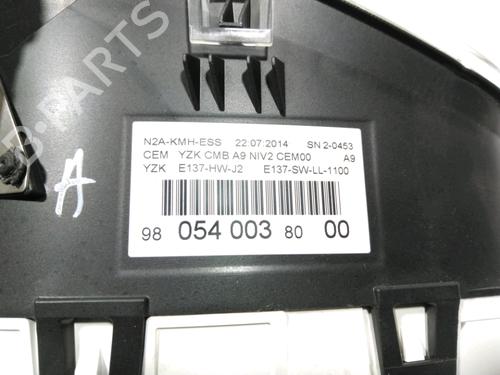 N2A-KMH-ESS 22:07:2014 SN 2-0453
CEM YZK CMB A9 NIV2 CEM00 A9
YZK E137-HW-J2 E137-SW-LL-1100
98 054 003 80 00
A
B-PARTS